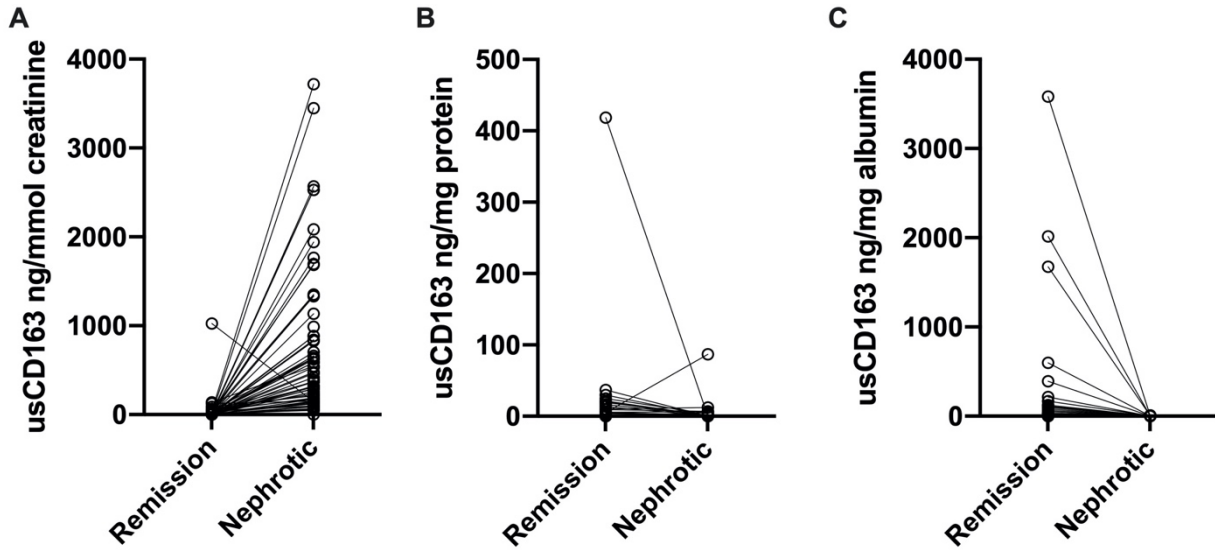 A
usCD163 ng/mmol creatinine
4000
3000
2000
1000
0
Remission
Nephrotic
B
usCD163 ng/mg protein
500
400
300
200
100
0
Remission
Nephrotic
C
usCD163 ng/mg albumin
4000
3000
2000
1000
0
Remission
Nephrotic